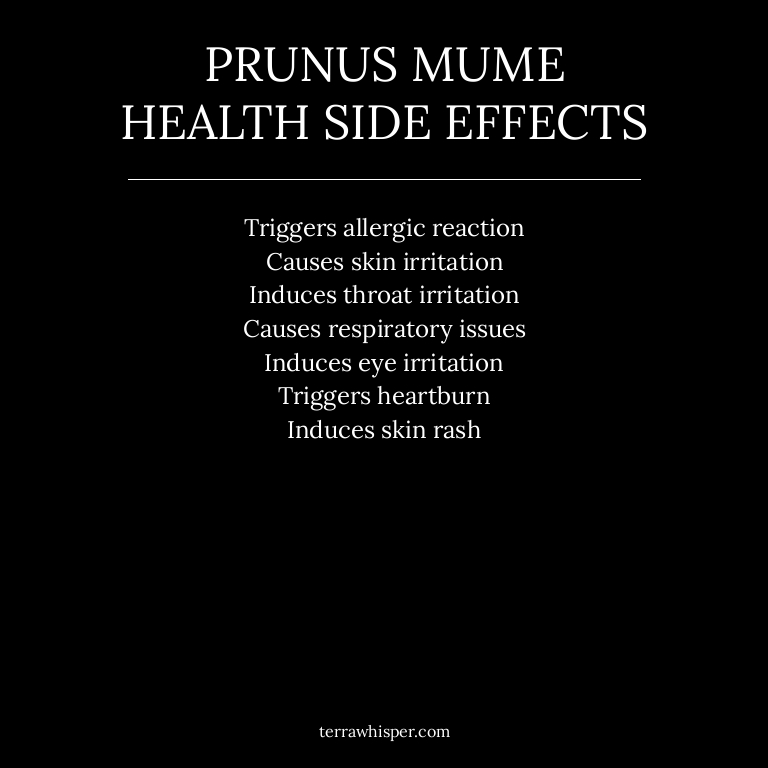 PRUNUS MUME
HEALTH SIDE EFFECTS
Triggers allergic reaction
Causes skin irritation
Induces throat irritation
Causes respiratory issues
Induces eye irritation
Triggers heartburn
Induces skin rash
terrawhisper.com